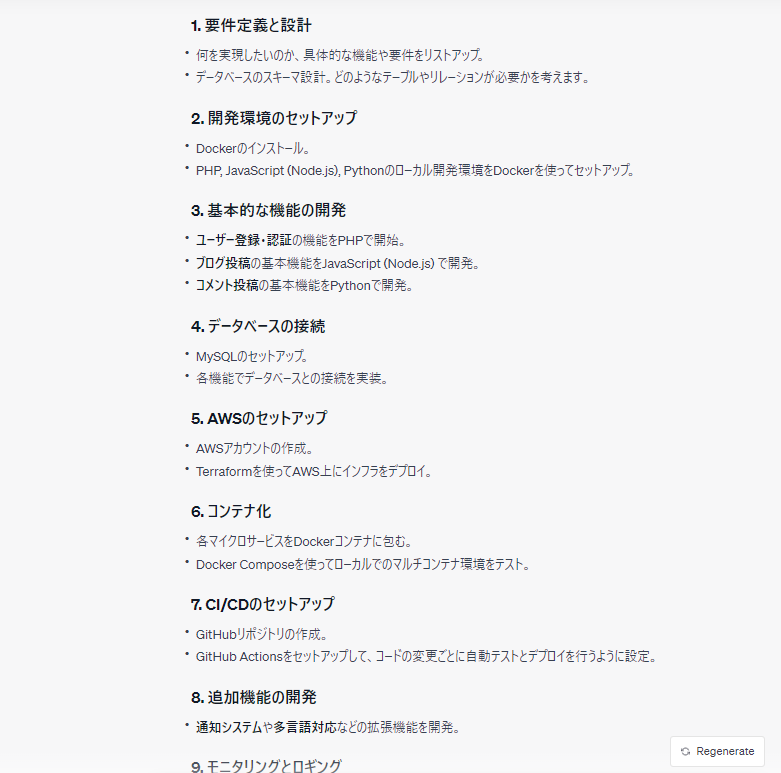 1. 要件定義と設計
• 何を実現したいのか、具体的な機能や要件をリストアップ。
• データベースのスキーマ設計。どのようなテーブルやリレーションが必要かを考えます。
2. 開発環境のセットアップ
• Dockerのインストール。
• PHP, JavaScript (Node.js), Pythonのローカル開発環境をDockerを使ってセットアップ。
3. 基本的な機能の開発
• ユーザー登録・認証の機能をPHPで開始。
• ブログ投稿の基本機能をJavaScript (Node.js) で開発。
• コメント投稿の基本機能をPythonで開発。
4. データベースの接続
• MySQLのセットアップ。
• 各機能でデータベースとの接続を実装。
5. AWSのセットアップ
• AWSアカウントの作成。
• Terraformを使ってAWS上にインフラをデプロイ。
6. コンテナ化
• 各マイクロサービスをDockerコンテナに包む。
• Docker Composeを使ってローカルでのマルチコンテナ環境をテスト。
7. CI/CDのセットアップ
• GitHubリポジトリの作成。
• GitHub Actionsをセットアップして、コードの変更ごとに自動テストとデプロイを行うように設定。
8. 追加機能の開発
• 通知システムや多言語対応などの拡張機能を開発。
Regenerate
9. モニタリングとロギング